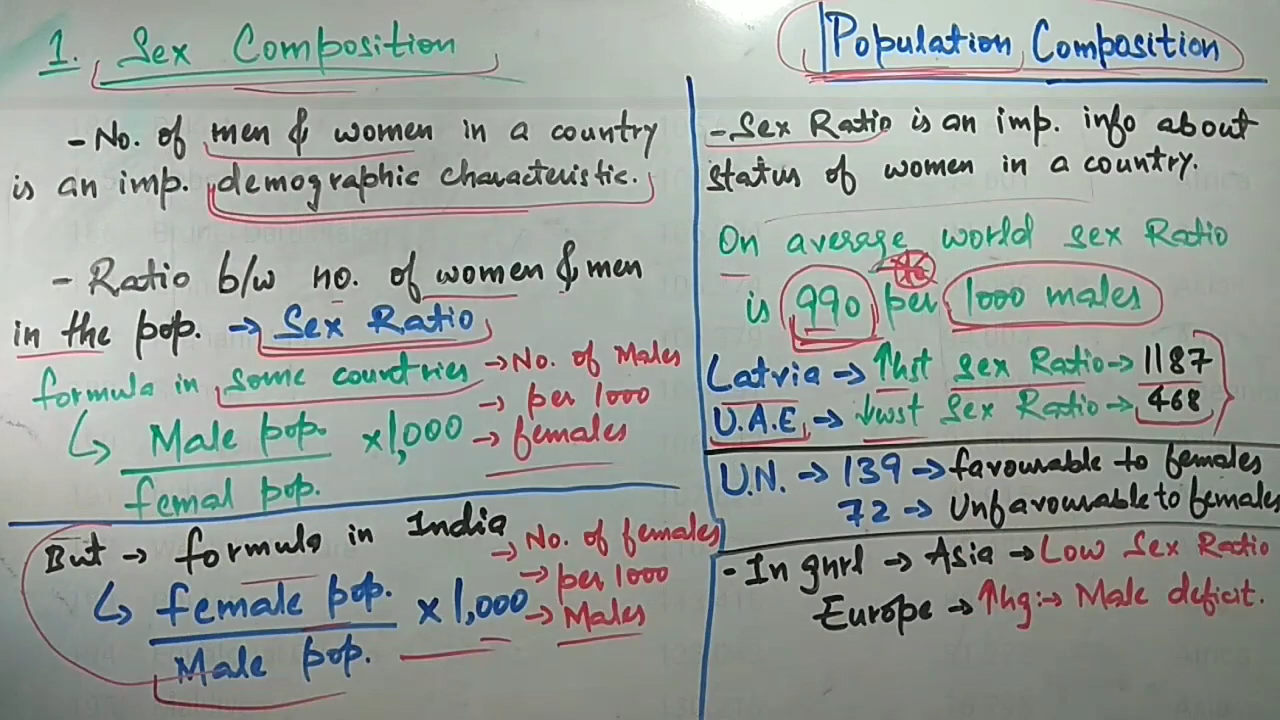 Population Composition
1. Sex Composition
- No. of men & women in a country
is an imp. demographic characteristic.
- Ratio b/w no. of women & men
in the pop. → Sex Ratio
formula in some countries → No. of Males
→ per 1000
→ females
↳ Male pop. x1,000
femal pop.
But → formula in India
→ No. of females
→ per 1000
→ Males
↳ female pop. x 1,000
Male pop.
- Sex Ratio is an imp. info about
status of women in a country.
On average world sex Ratio
is 990 per 1000 males
Latvia → ↑hst sex Ratio → 1187
U.A.E → ↓wst Sex Ratio → 468
U.N. → 139 → favourable to females
72 → Unfavourable to females
- In gnrl → Asia → Low Sex Ratio
Europe → ↑hg → Male deficit.